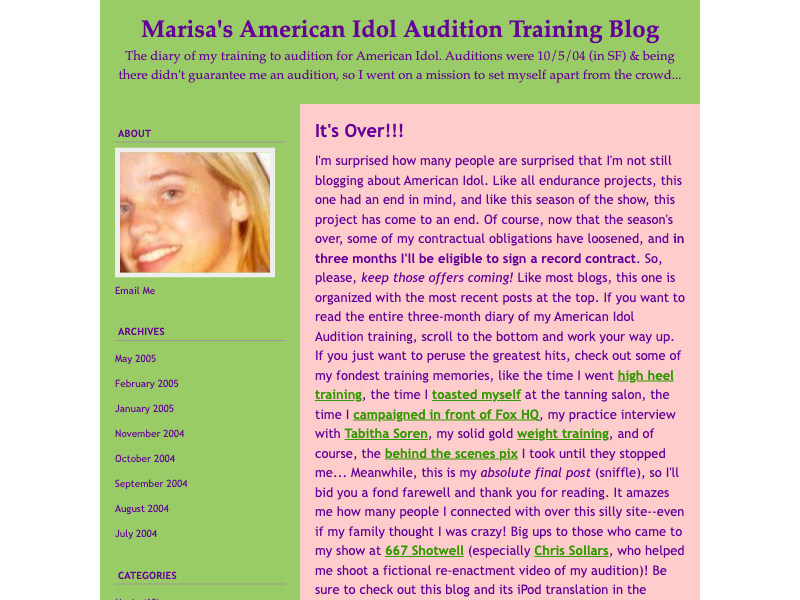 Marisa's American Idol Audition Training Blog
The diary of my training to audition for American Idol. Auditions were 10/5/04 (in SF) & being
there didn't guarantee me an audition, so I went on a mission to set myself apart from the crowd...
ABOUT
Email Me
ARCHIVES
May 2005
February 2005
January 2005
November 2004
October 2004
September 2004
August 2004
July 2004
CATEGORIES
It's Over!!!
I'm surprised how many people are surprised that I'm not still
blogging about American Idol. Like all endurance projects, this
one had an end in mind, and like this season of the show, this
project has come to an end. Of course, now that the season's
over, some of my contractual obligations have loosened, and in
three months I'll be eligible to sign a record contract. So,
please, keep those offers coming! Like most blogs, this one is
organized with the most recent posts at the top. If you want to
read the entire three-month diary of my American Idol
Audition training, scroll to the bottom and work your way up.
If you just want to peruse the greatest hits, check out some of
my fondest training memories, like the time I went high heel
training, the time I toasted myself at the tanning salon, the
time I campaigned in front of Fox HQ, my practice interview
with Tabitha Soren, my solid gold weight training, and of
course, the behind the scenes pix I took until they stopped
me... Meanwhile, this is my absolute final post (sniffle), so I'll
bid you a fond farewell and thank you for reading. It amazes
me how many people I connected with over this silly site--even
if my family thought I was crazy! Big ups to those who came to
my show at 667 Shotwell (especially Chris Sollars, who helped
me shoot a fictional re-enactment video of my audition)! Be
sure to check out this blog and its iPod translation in the